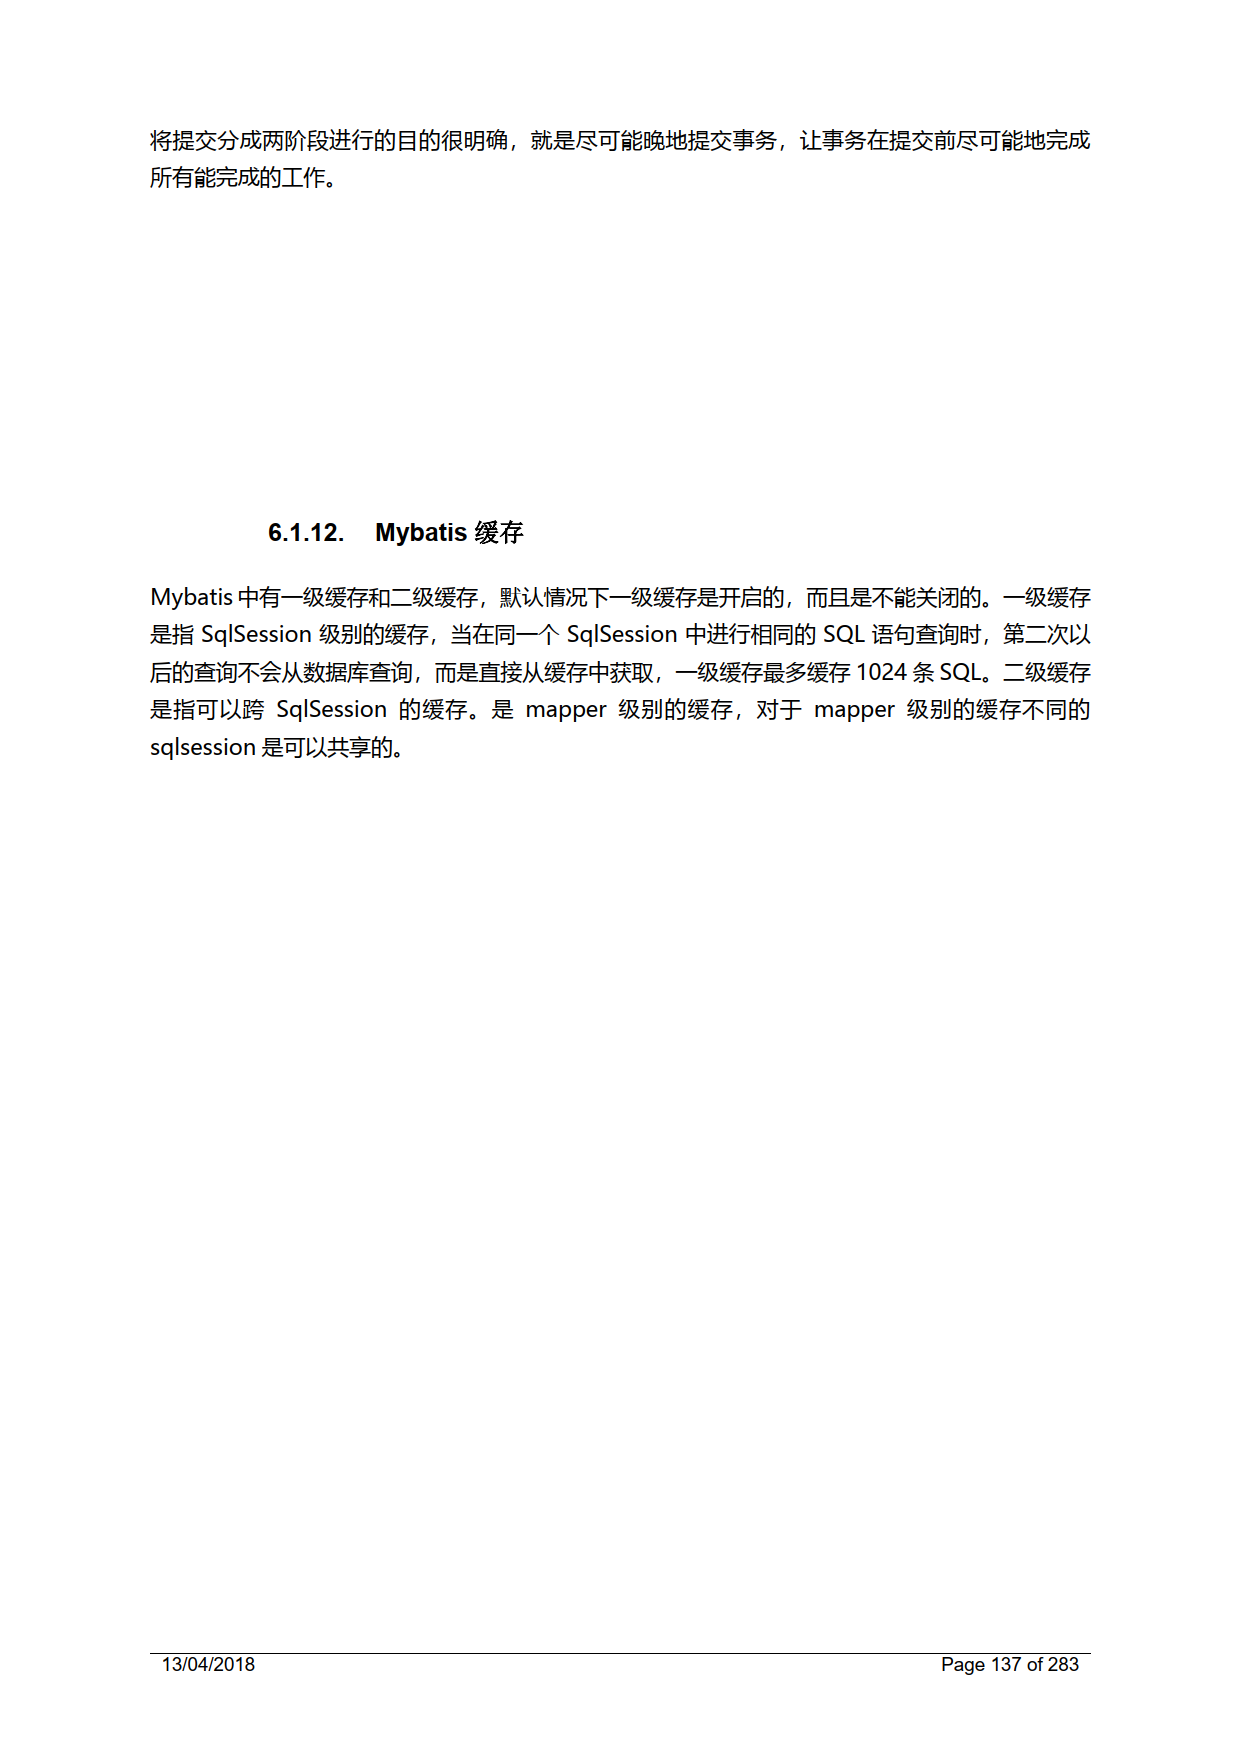 将提交分成两阶段进行的目的很明确，就是尽可能晚地提交事务，让事务在提交前尽可能地完成
所有能完成的工作。
6.1.12. Mybatis 缓存
Mybatis 中有一级缓存和二级缓存，默认情况下一级缓存是开启的，而且是不能关闭的。一级缓存
是指 SqlSession 级别的缓存，当在同一个 SqlSession 中进行相同的 SQL 语句查询时，第二次以
后的查询不会从数据库查询，而是直接从缓存中获取，一级缓存最多缓存 1024 条 SQL。二级缓存
是指可以跨 SqlSession 的缓存。是 mapper 级别的缓存，对于 mapper 级别的缓存不同的
sqlsession 是可以共享的。
13/04/2018 Page 137 of 283